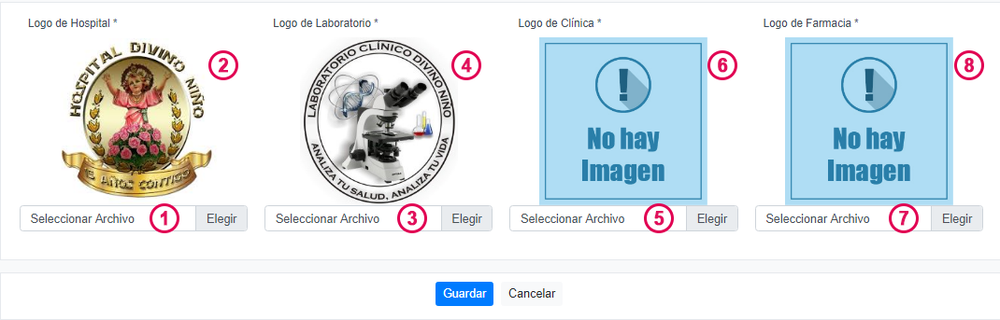 Logo de Hospital *
Logo de Laboratorio *
Logo de Clínica *
Logo de Farmacia *
HOSPITAL DIVINO NIÑO
AÑOS CONTIGO
2
LABORATORIO CLÍNICO DIVINO NINO
ANALIZA TU SALUD, ANALIZA TU VIDA
4
!
No hay
Imagen
6
!
No hay
Imagen
8
Seleccionar Archivo 1 Elegir
Seleccionar Archivo 3 Elegir
Seleccionar Archivo 5 Elegir
Seleccionar Archivo 7 Elegir
Guardar
Cancelar